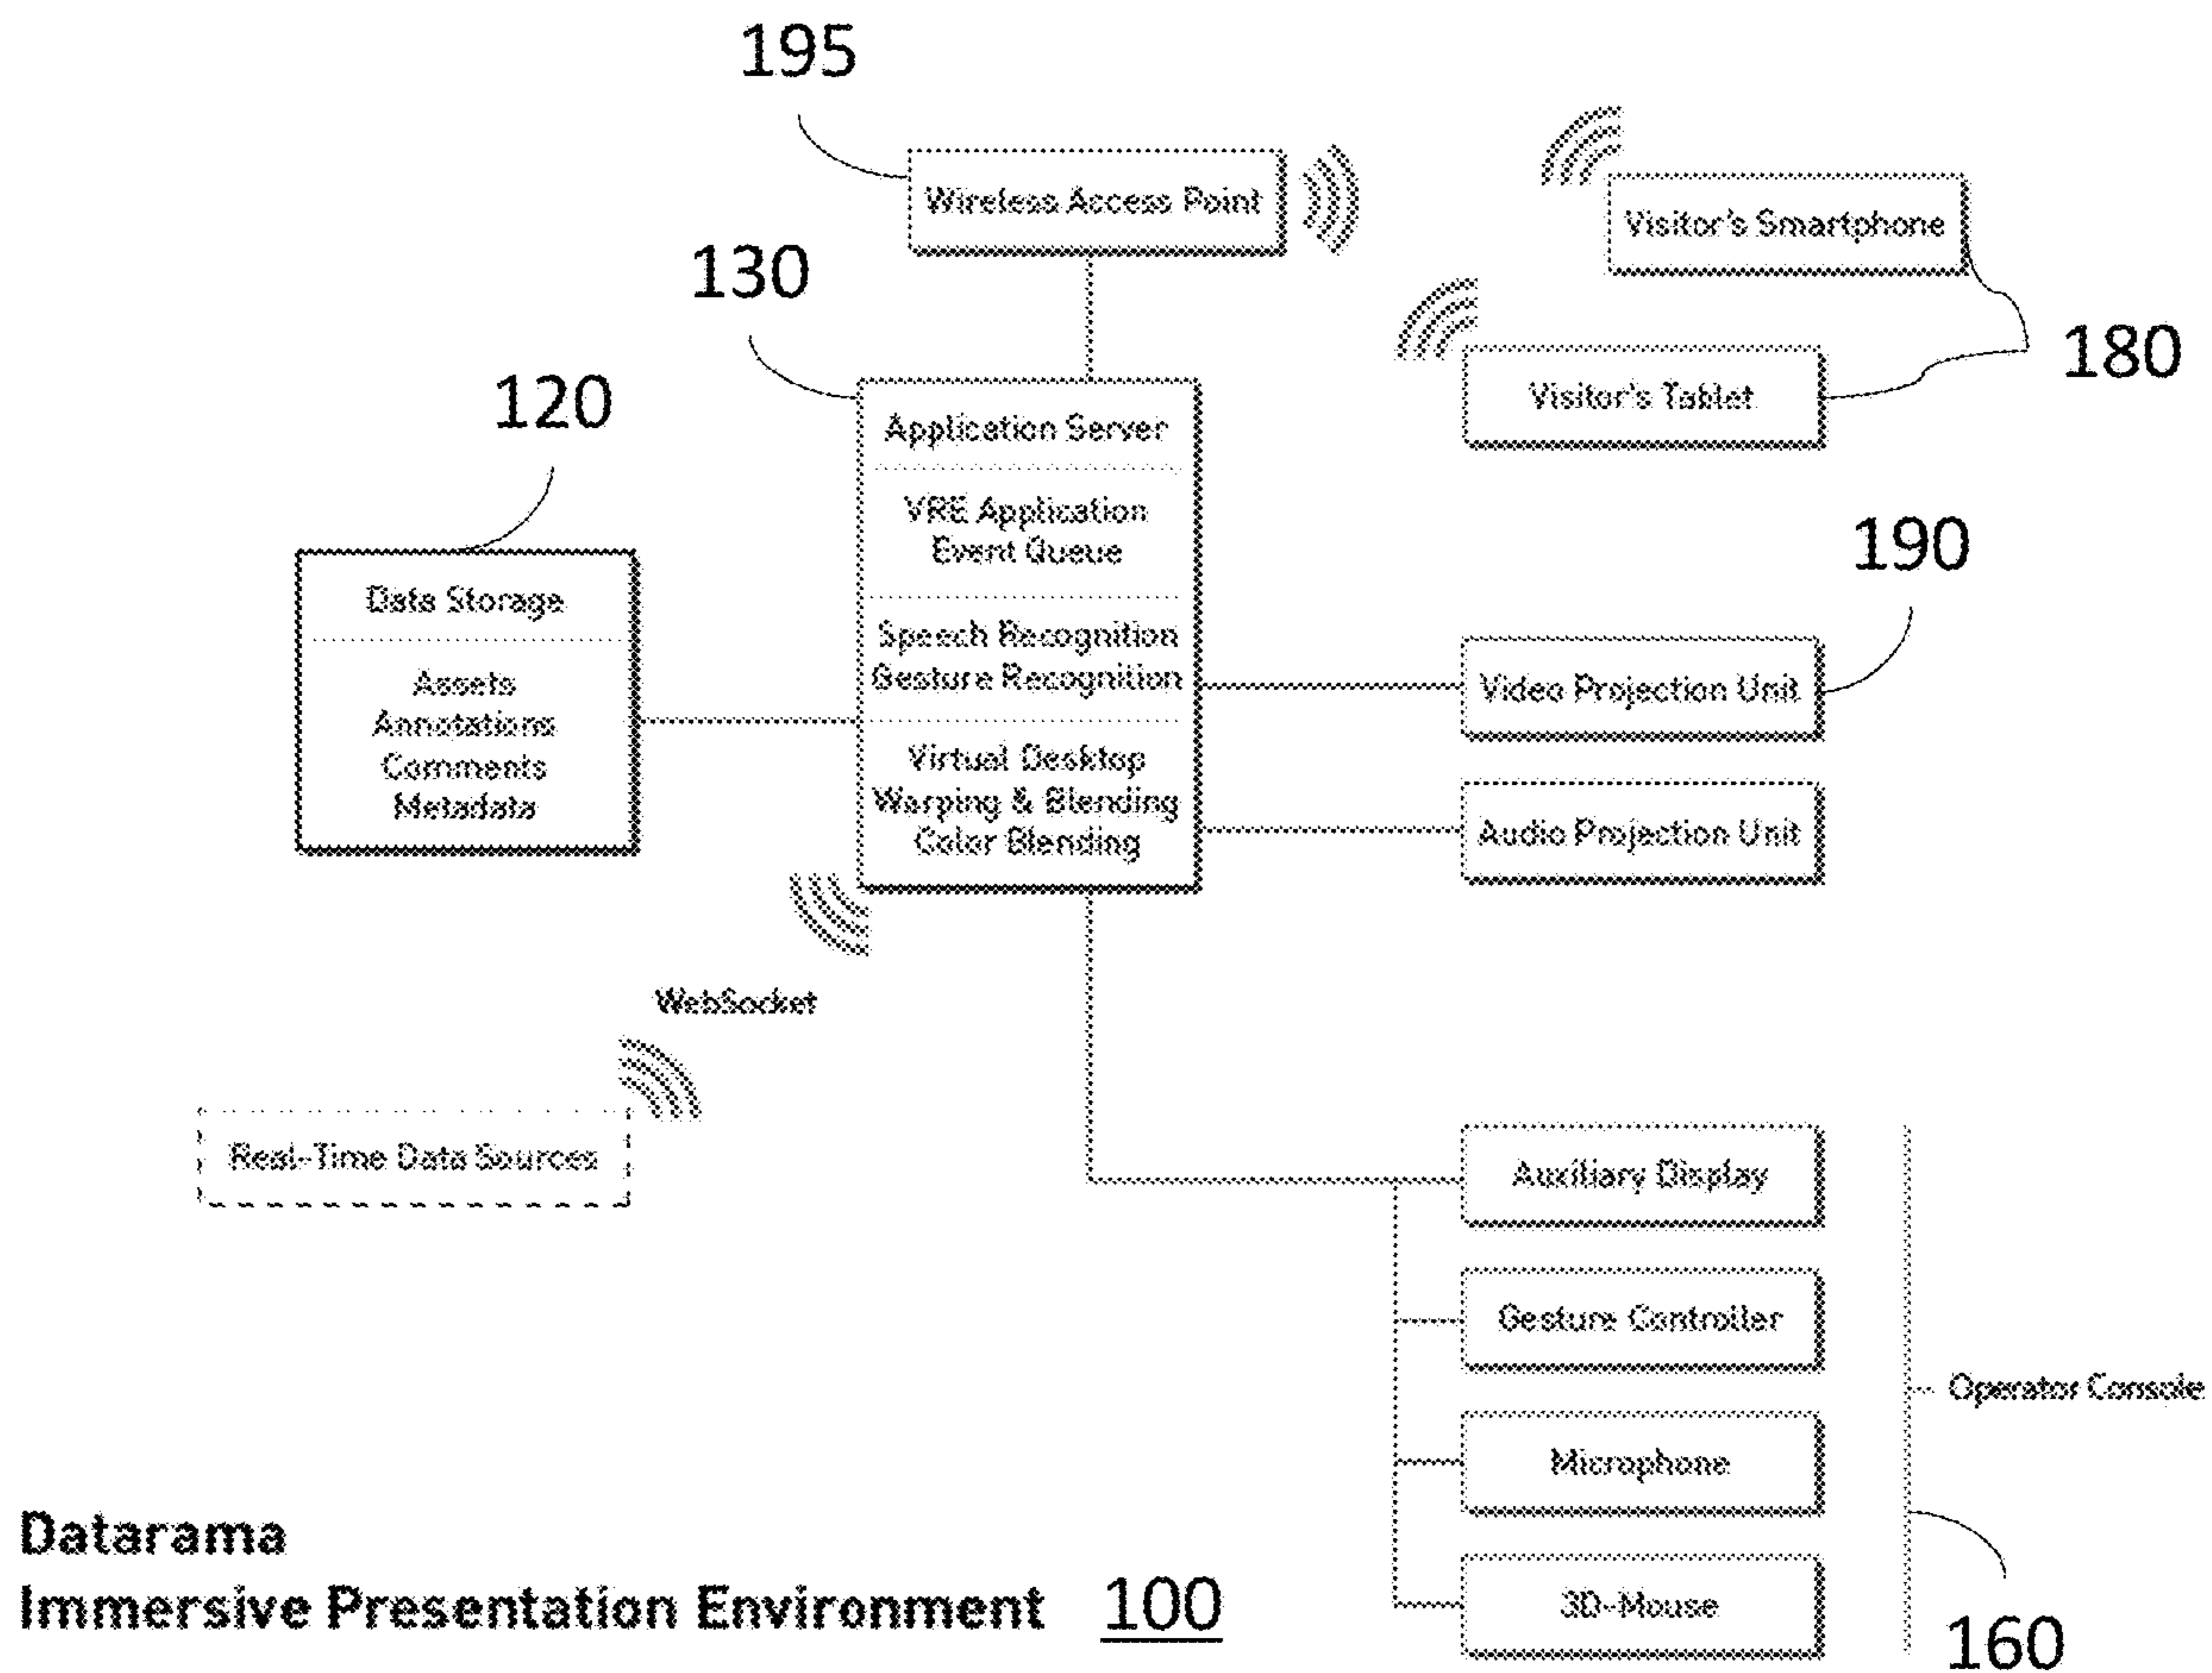 195
Wireless Access Point
Visitor's Smartphone
130
180
Visitor's Tablet
120
Application Server
VRE Application
Event Queue
190
Data Storage
Speech Recognition
Gesture Recognition
Assets
Annotations
Comments
Metadata
Video Projection Unit
Virtual Desktop
Warping & Blending
Color Blending
Audio Projection Unit
WebSocket
Real-Time Data Sources
Auxiliary Display
Gesture Controller
Operator Console
Microphone
3D-Mouse
160
Datarama
Immersive Presentation Environment 100